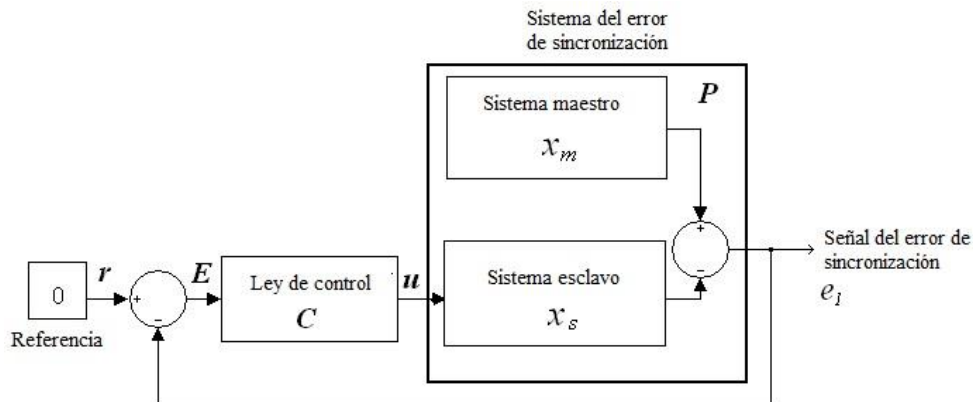 Sistema del error
de sincronización
Sistema maestro
P
x_m
+
-
Señal del error de
sincronización
e_l
0
r
+
-
E
Ley de control
C
u
Sistema esclavo
x_s
Referencia